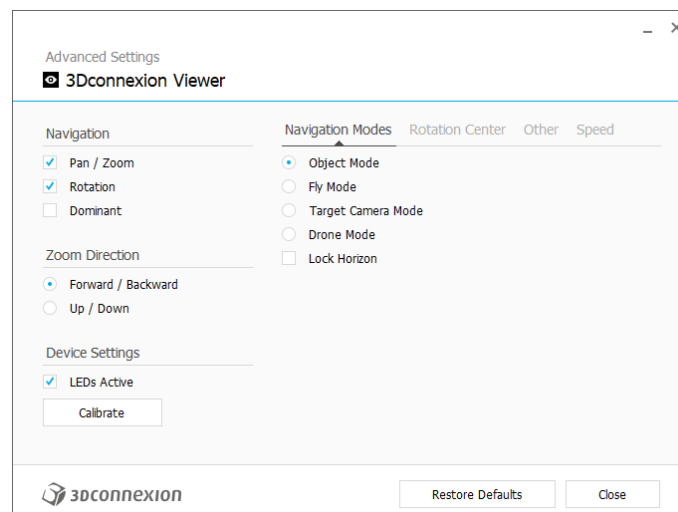 Advanced Settings
3Dconnexion Viewer
Navigation
Pan / Zoom
Rotation
Dominant
Zoom Direction
Forward / Backward
Up / Down
Device Settings
LEDs Active
Calibrate
Navigation Modes Rotation Center Other Speed
Object Mode
Fly Mode
Target Camera Mode
Drone Mode
Lock Horizon
3Dconnexion
Restore Defaults Close